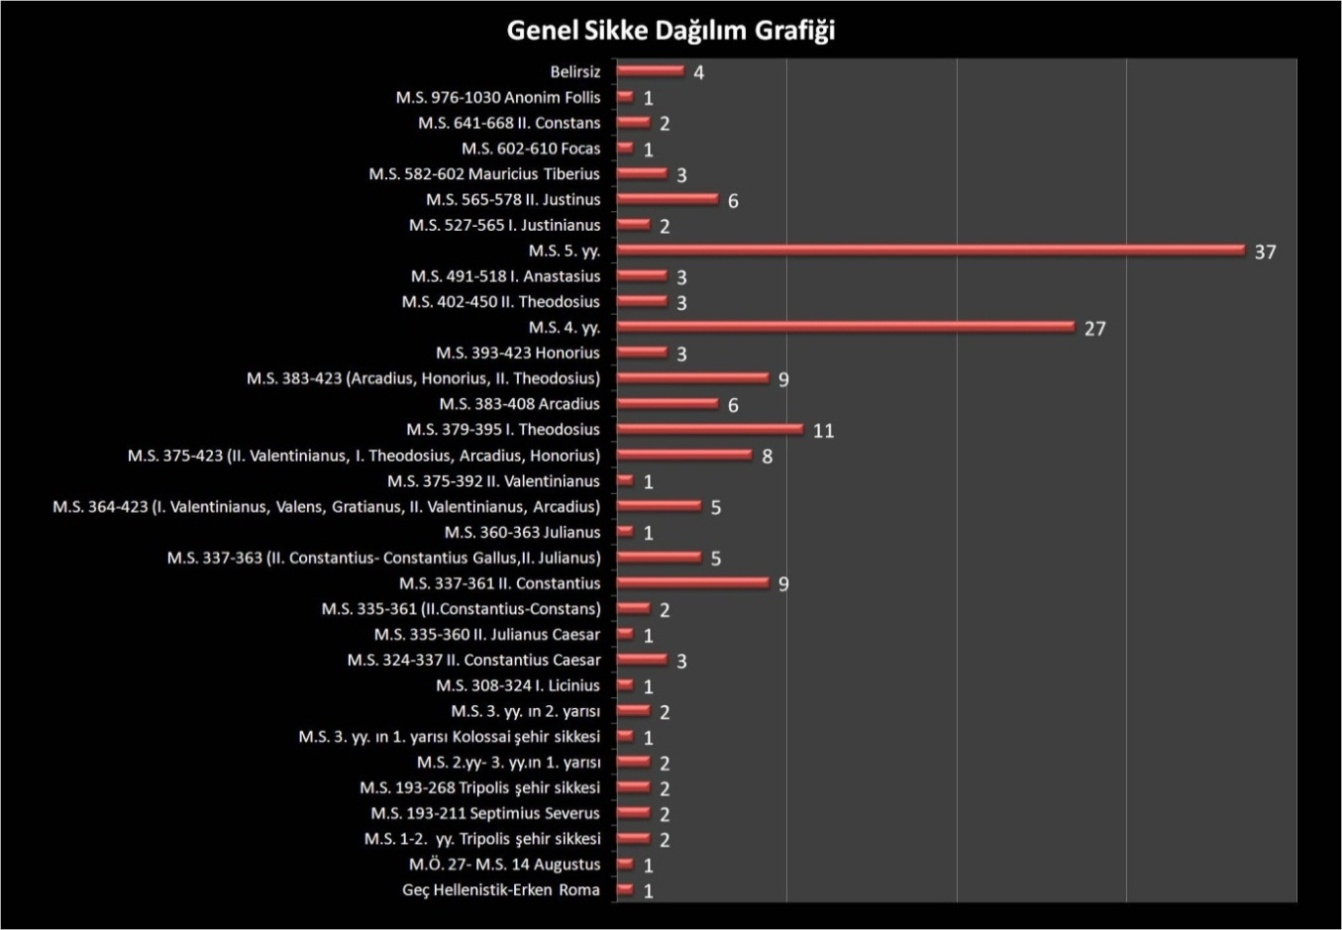 Genel Sikke Dağılım Grafiği
Belirsiz 4
M.S. 976-1030 Anonim Follis 1
M.S. 641-668 II. Constans 2
M.S. 602-610 Focas 1
M.S. 582-602 Mauricius Tiberius 3
M.S. 565-578 II. Justinus 6
M.S. 527-565 I. Justinianus 2
M.S. 5. yy. 37
M.S. 491-518 I. Anastasius 3
M.S. 402-450 II. Theodosius 3
M.S. 4. yy. 27
M.S. 393-423 Honorius 3
M.S. 383-423 (Arcadius, Honorius, II. Theodosius) 9
M.S. 383-408 Arcadius 6
M.S. 379-395 I. Theodosius 11
M.S. 375-423 (II. Valentinianus, I. Theodosius, Arcadius, Honorius) 8
M.S. 375-392 II. Valentinianus 1
M.S. 364-423 (I. Valentinianus, Valens, Gratianus, II. Valentinianus, Arcadius) 5
M.S. 360-363 Julianus 1
M.S. 337-363 (II. Constantius- Constantius Gallus,II. Julianus) 5
M.S. 337-361 II. Constantius 9
M.S. 335-361 (II.Constantius-Constans) 2
M.S. 335-360 II. Julianus Caesar 1
M.S. 324-337 II. Constantius Caesar 3
M.S. 308-324 I. Licinius 1
M.S. 3. yy. ın 2. yarısı 2
M.S. 3. yy. ın 1. yarısı Kolossai şehir sikkesi 1
M.S. 2.yy- 3. yy.ın 1. yarısı 2
M.S. 193-268 Tripolis şehir sikkesi 2
M.S. 193-211 Septimius Severus 2
M.S. 1-2. yy. Tripolis şehir sikkesi 2
M.Ö. 27- M.S. 14 Augustus 1
Geç Hellenistik-Erken Roma 1